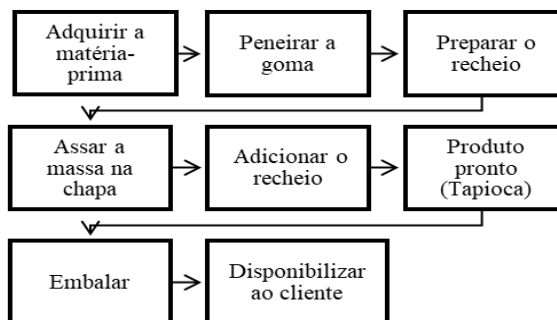 Adquirir a
matéria-
prima
Peneirar a
goma
Preparar o
recheio
Assar a
massa na
chapa
Adicionar o
recheio
Produto
pronto
(Tapioca)
Embalar
Disponibilizar
ao cliente